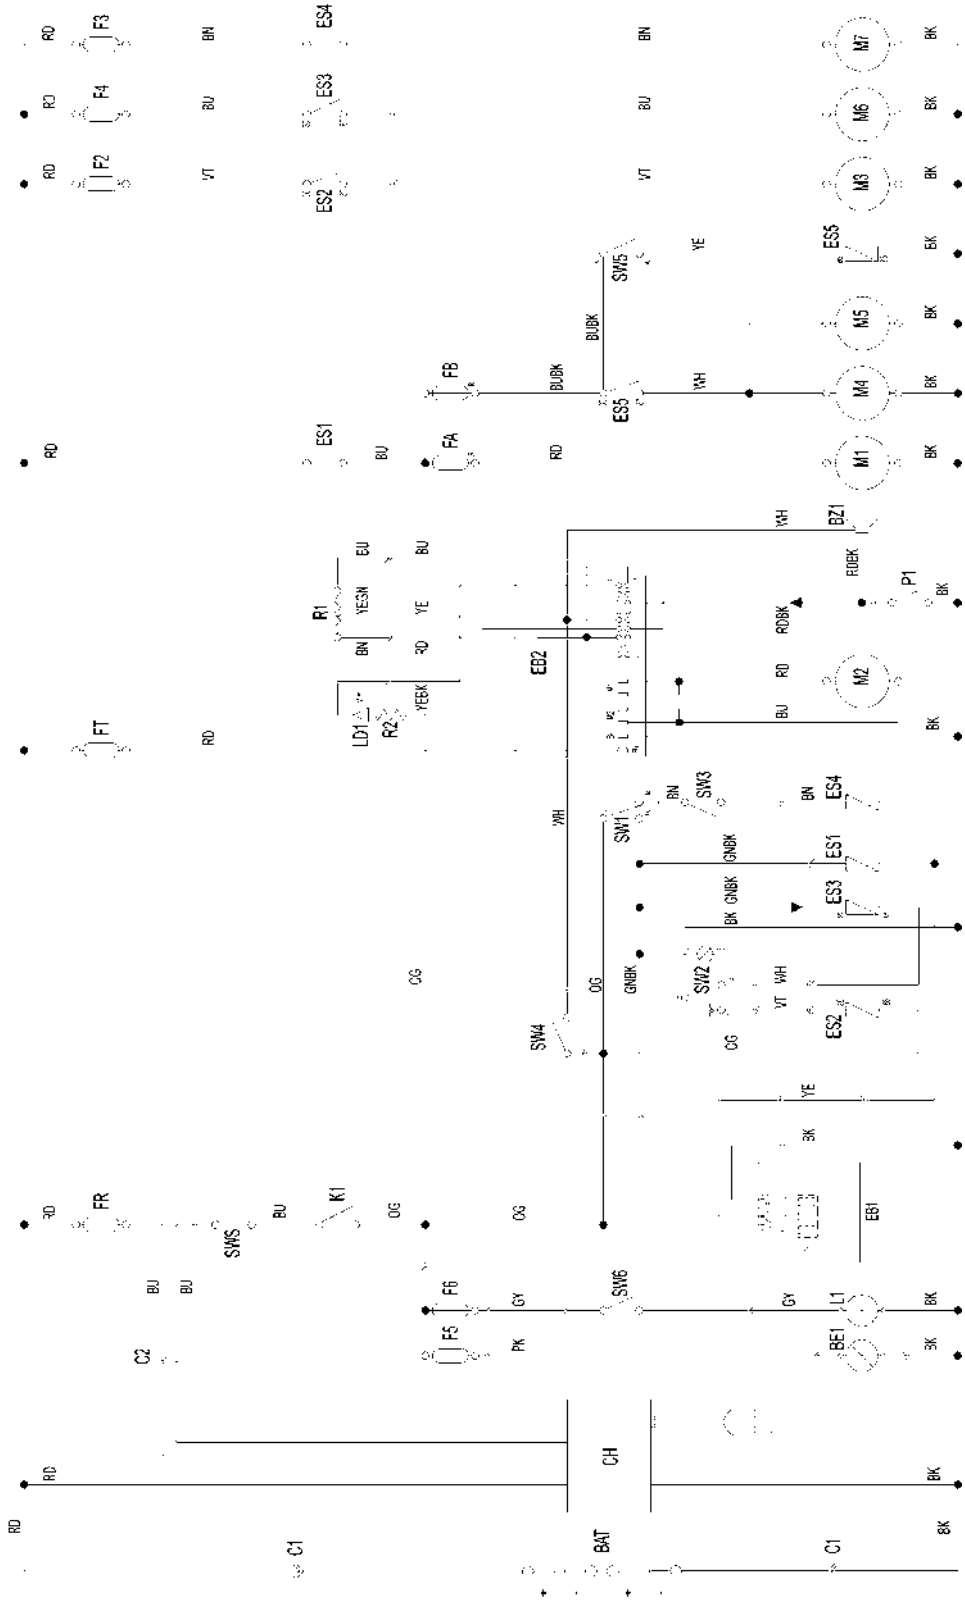 RD
F3
BN
ES4
BN
M7
BK
RD
F4
BU
ES3
BU
M6
BK
RD
F2
VT
ES2
VT
M3
BK
SW5
YE
ES5
BK
BUBK
M5
BK
FB
BUBK
ES5
WH
M4
BK
RD
ES1
BU
FA
RD
M1
BK
WH
BZ1
BU
BU
RDBK
R1
YEGN
YE
P1
BK
RDBK
BN
RD
EB2
RD
M2
LD1
R2
YEBK
BU
FT
RD
BK
WH
SW1
BN
SW3
BN
ES4
GNBK
ES1
GNBK
ES3
BK
OG
OG
GNBK
SW2
WH
VT
ES2
SW4
OG
YE
BK
RD
FR
SWS
BU
K1
OG
OG
EB1
BU
BU
F6
GY
SW6
GY
L1
BK
C2
F5
PK
BE1
BK
RD
CH
BK
RD
C1
BAT
C1
BK